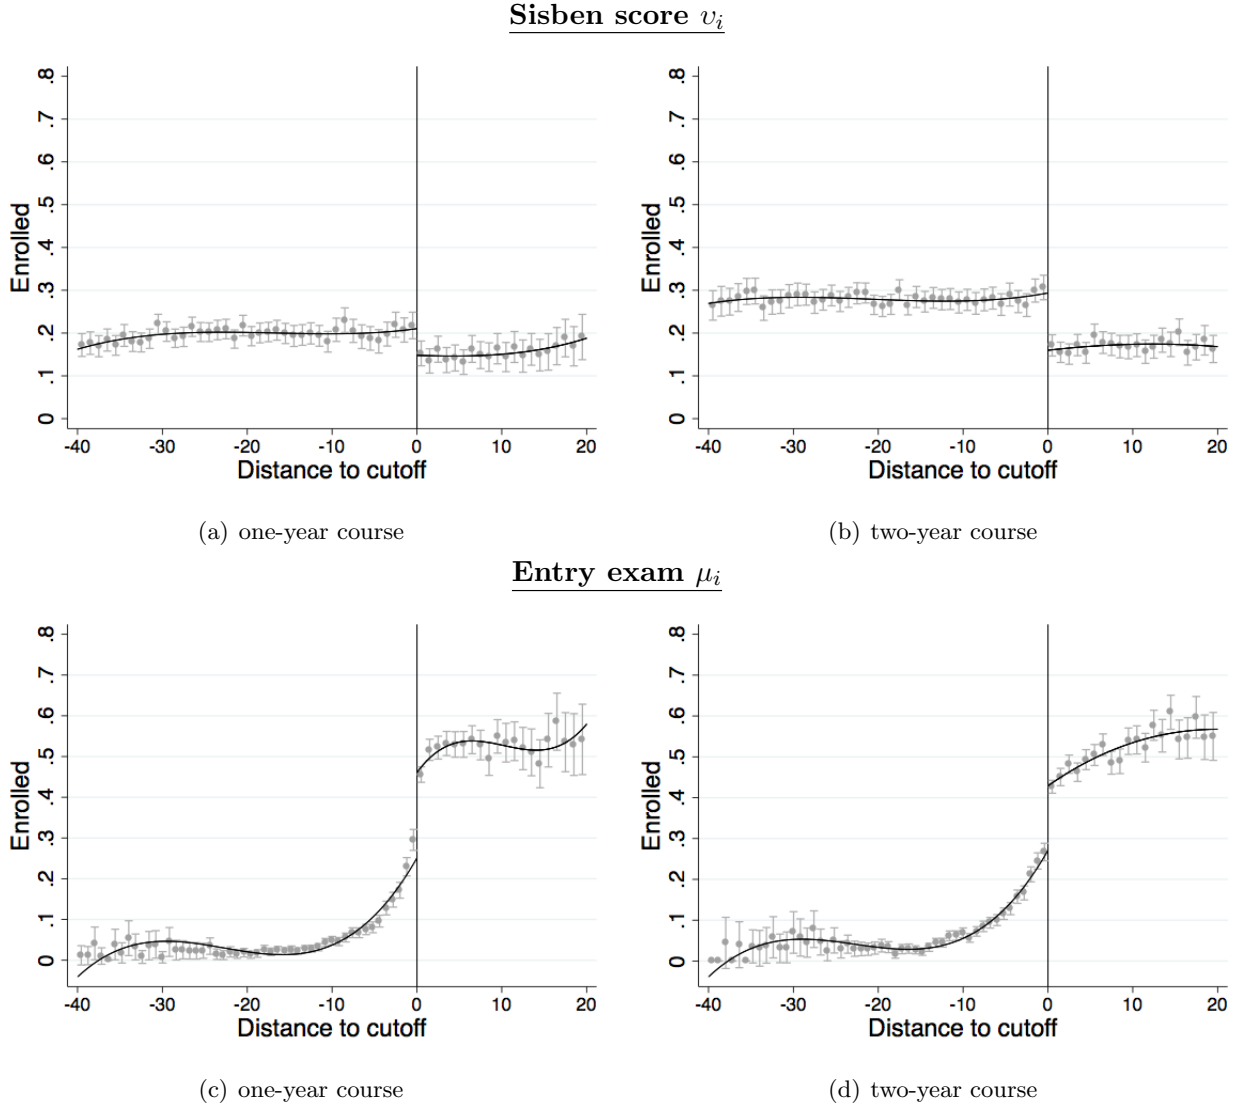 Sisben score υᵢ
.8
.7
.6
.5
.4
.3
.2
.1
0
Enrolled
-40 -30 -20 -10 0 10 20
Distance to cutoff
(a) one-year course
.8
.7
.6
.5
.4
.3
.2
.1
0
Enrolled
-40 -30 -20 -10 0 10 20
Distance to cutoff
(b) two-year course
Entry exam μᵢ
.8
.7
.6
.5
.4
.3
.2
.1
0
Enrolled
-40 -30 -20 -10 0 10 20
Distance to cutoff
(c) one-year course
.8
.7
.6
.5
.4
.3
.2
.1
0
Enrolled
-40 -30 -20 -10 0 10 20
Distance to cutoff
(d) two-year course